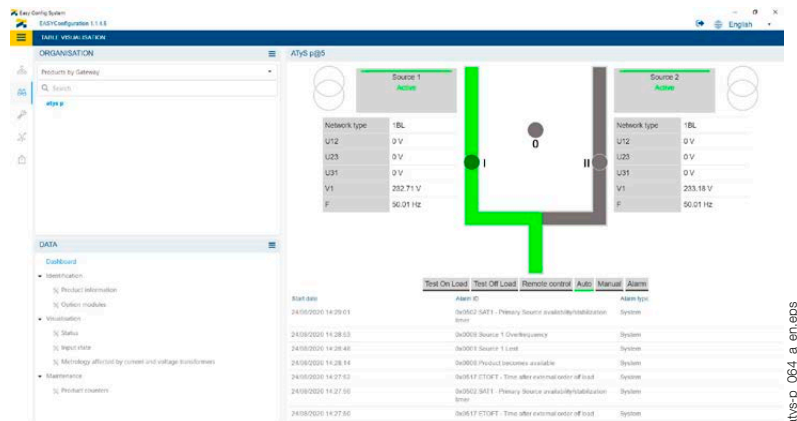 Easy Config System
EASYConfiguration 1.1.4.6
English
TABLE VISUALISATION
ORGANISATION
Products by Gateway
Search
atys p
DATA
Dashboard
Identification
Product information
Option modules
Visualisation
Status
Input state
Metrology affected by current and voltage transformers
Maintenance
Product counters
ATyS p@5
Source 1
Active
Source 2
Active
Network type 1BL
U12 0 V
U23 0 V
U31 0 V
V1 232.71 V
F 50.01 Hz
I
0
II
Network type 1BL
U12 0 V
U23 0 V
U31 0 V
V1 233.18 V
F 50.01 Hz
Test On Load Test Off Load Remote control Auto Manual Alarm
Start date Alarm ID Alarm type
24/08/2020 14:29:01 0x0502 SAT1 - Primary Source availability/stabilization timer System
24/08/2020 14:28:53 0x0009 Source 1 Overfrequency System
24/08/2020 14:28:46 Source 1 Lost System
24/08/2020 14:28:14 Product becomes available System
24/08/2020 14:27:52 0x0517 ETOFT - Time after external order of load System
24/08/2020 14:27:50 0x0502 SAT1 - Primary Source availability/stabilization timer System
24/08/2020 14:27:50 0x0517 ETOFT - Time after external order of load System
atys-p_064_a_en.eps